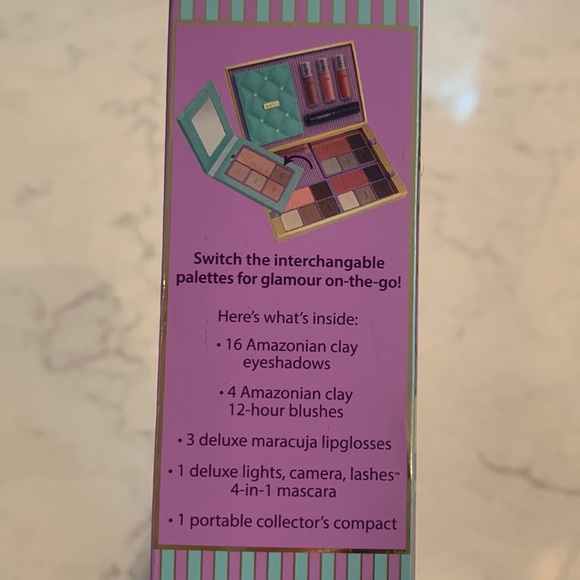 Switch the interchangable
palettes for glamour on-the-go!
Here's what's inside:
• 16 Amazonian clay
eyeshadows
• 4 Amazonian clay
12-hour blushes
• 3 deluxe maracuja lipglosses
• 1 deluxe lights, camera, lashes™
4-in-1 mascara
• 1 portable collector's compact